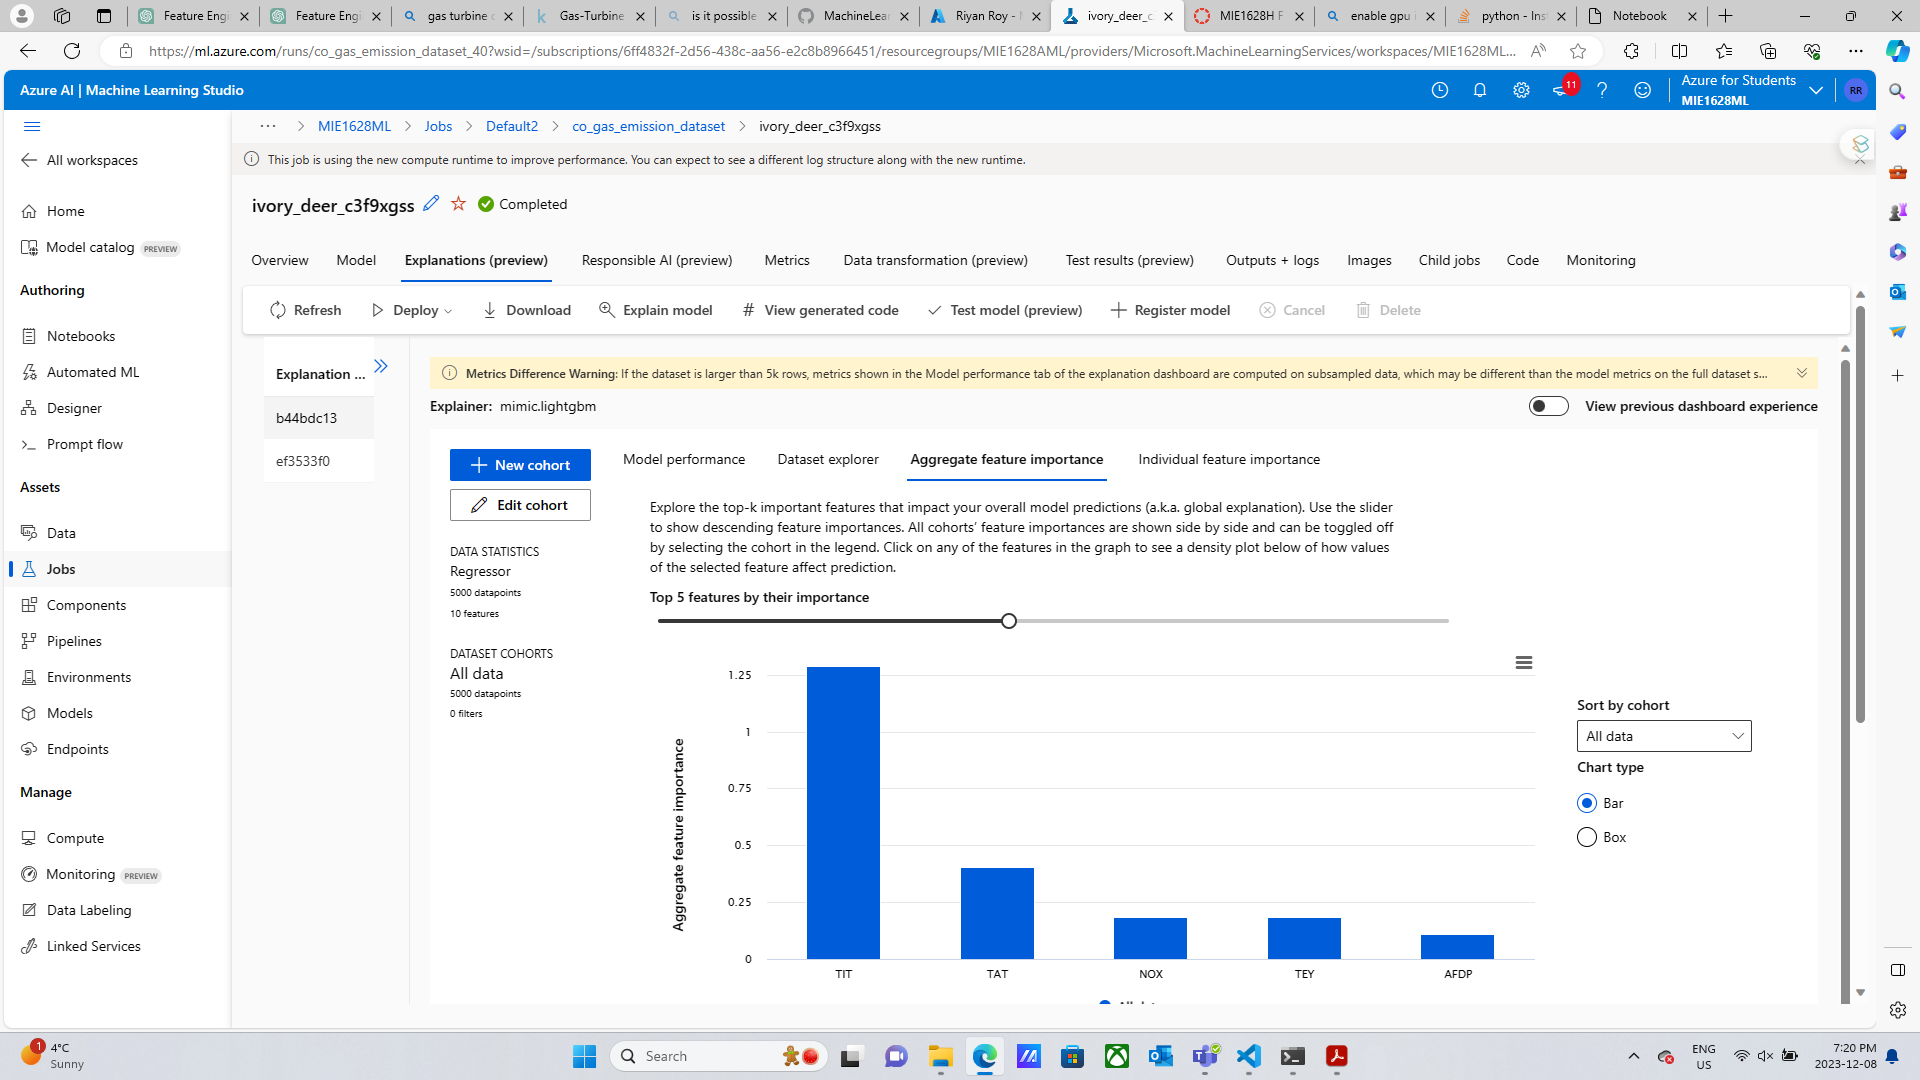 Feature Engi
Feature Engi
gas turbine c
Gas-Turbine
is it possible
MachineLear
Riyan Roy -
ivory_deer_c
MIE1628H F
enable gpu i
python - Inst
Notebook
https://ml.azure.com/runs/co_gas_emission_dataset_40?wsid=/subscriptions/6ff4832f-2d56-438c-aa56-e2c8b8966451/resourcegroups/MIE1628AML/providers/Microsoft.MachineLearningServices/workspaces/MIE1628ML...
Azure AI | Machine Learning Studio
11
Azure for Students
MIE1628ML
RR
All workspaces
Home
Model catalog PREVIEW
Authoring
Notebooks
Automated ML
Designer
Prompt flow
Assets
Data
Jobs
Components
Pipelines
Environments
Models
Endpoints
Manage
Compute
Monitoring PREVIEW
Data Labeling
Linked Services
... > MIE1628ML > Jobs > Default2 > co_gas_emission_dataset > ivory_deer_c3f9xgss
This job is using the new compute runtime to improve performance. You can expect to see a different log structure along with the new runtime.
ivory_deer_c3f9xgss Completed
Overview Model Explanations (preview) Responsible AI (preview) Metrics Data transformation (preview) Test results (preview) Outputs + logs Images Child jobs Code Monitoring
Refresh Deploy Download Explain model # View generated code Test model (preview) Register model Cancel Delete
Explanation ...
b44bdc13
ef3533f0
Metrics Difference Warning: If the dataset is larger than 5k rows, metrics shown in the Model performance tab of the explanation dashboard are computed on subsampled data, which may be different than the model metrics on the full dataset s...
Explainer: mimic.lightgbm
View previous dashboard experience
New cohort
Edit cohort
DATA STATISTICS
Regressor
5000 datapoints
10 features
DATASET COHORTS
All data
5000 datapoints
0 filters
Model performance Dataset explorer Aggregate feature importance Individual feature importance
Explore the top-k important features that impact your overall model predictions (a.k.a. global explanation). Use the slider
to show descending feature importances. All cohorts' feature importances are shown side by side and can be toggled off
by selecting the cohort in the legend. Click on any of the features in the graph to see a density plot below of how values
of the selected feature affect prediction.
Top 5 features by their importance
Aggregate feature importance
1.25
1
0.75
0.5
0.25
0
TIT TAT NOX TEY AFDP
Sort by cohort
All data
Chart type
Bar
Box
1
4°C
Sunny
Search
ENG
US
7:20 PM
2023-12-08